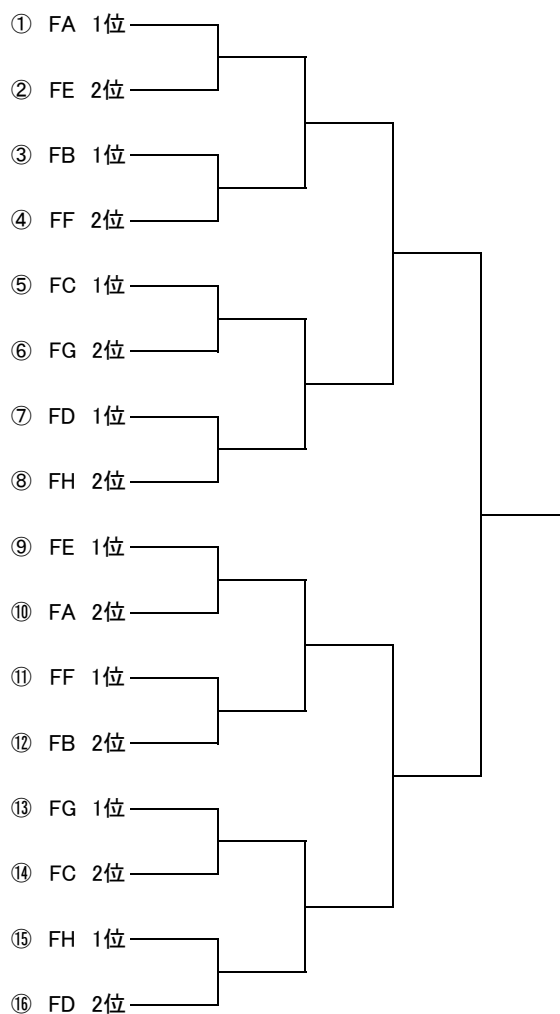 ① FA 1位
② FE 2位
③ FB 1位
④ FF 2位
⑤ FC 1位
⑥ FG 2位
⑦ FD 1位
⑧ FH 2位
⑨ FE 1位
⑩ FA 2位
⑪ FF 1位
⑫ FB 2位
⑬ FG 1位
⑭ FC 2位
⑮ FH 1位
⑯ FD 2位